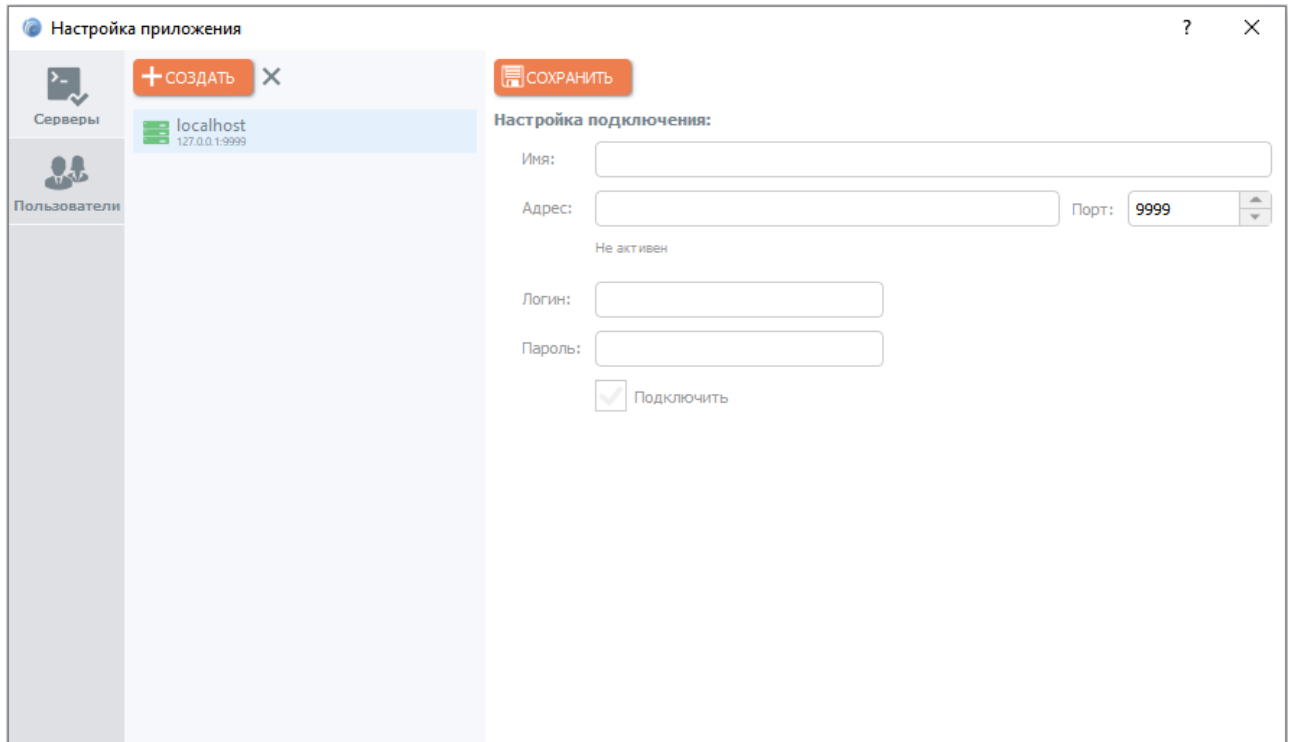 Настройка приложения
?
Серверы
Пользователи
СОЗДАТЬ
localhost
127.0.0.1:9999
СОХРАНИТЬ
Настройка подключения:
Имя:
Адрес:
Порт: 9999
Не активен
Логин:
Пароль:
Подключить